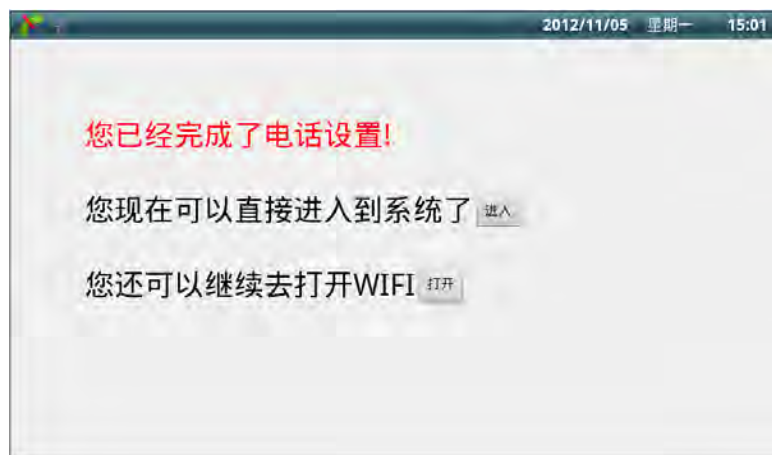 2012/11/05 星期一 15:01
您已经完成了电话设置!
您现在可以直接进入到系统了 进入
您还可以继续去打开WIFI 打开